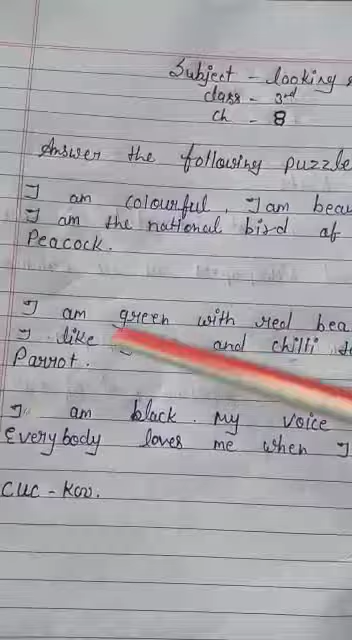 Subject - looking
class - 3rd
ch - 8
Answer the following puzzle
I am colourful. I am beau
I am the national bird of
Peacock.
I am green with red bea
I like and chilli
Parrot.
I am black. My voice
Everybody loves me when I
CUC - Koo.